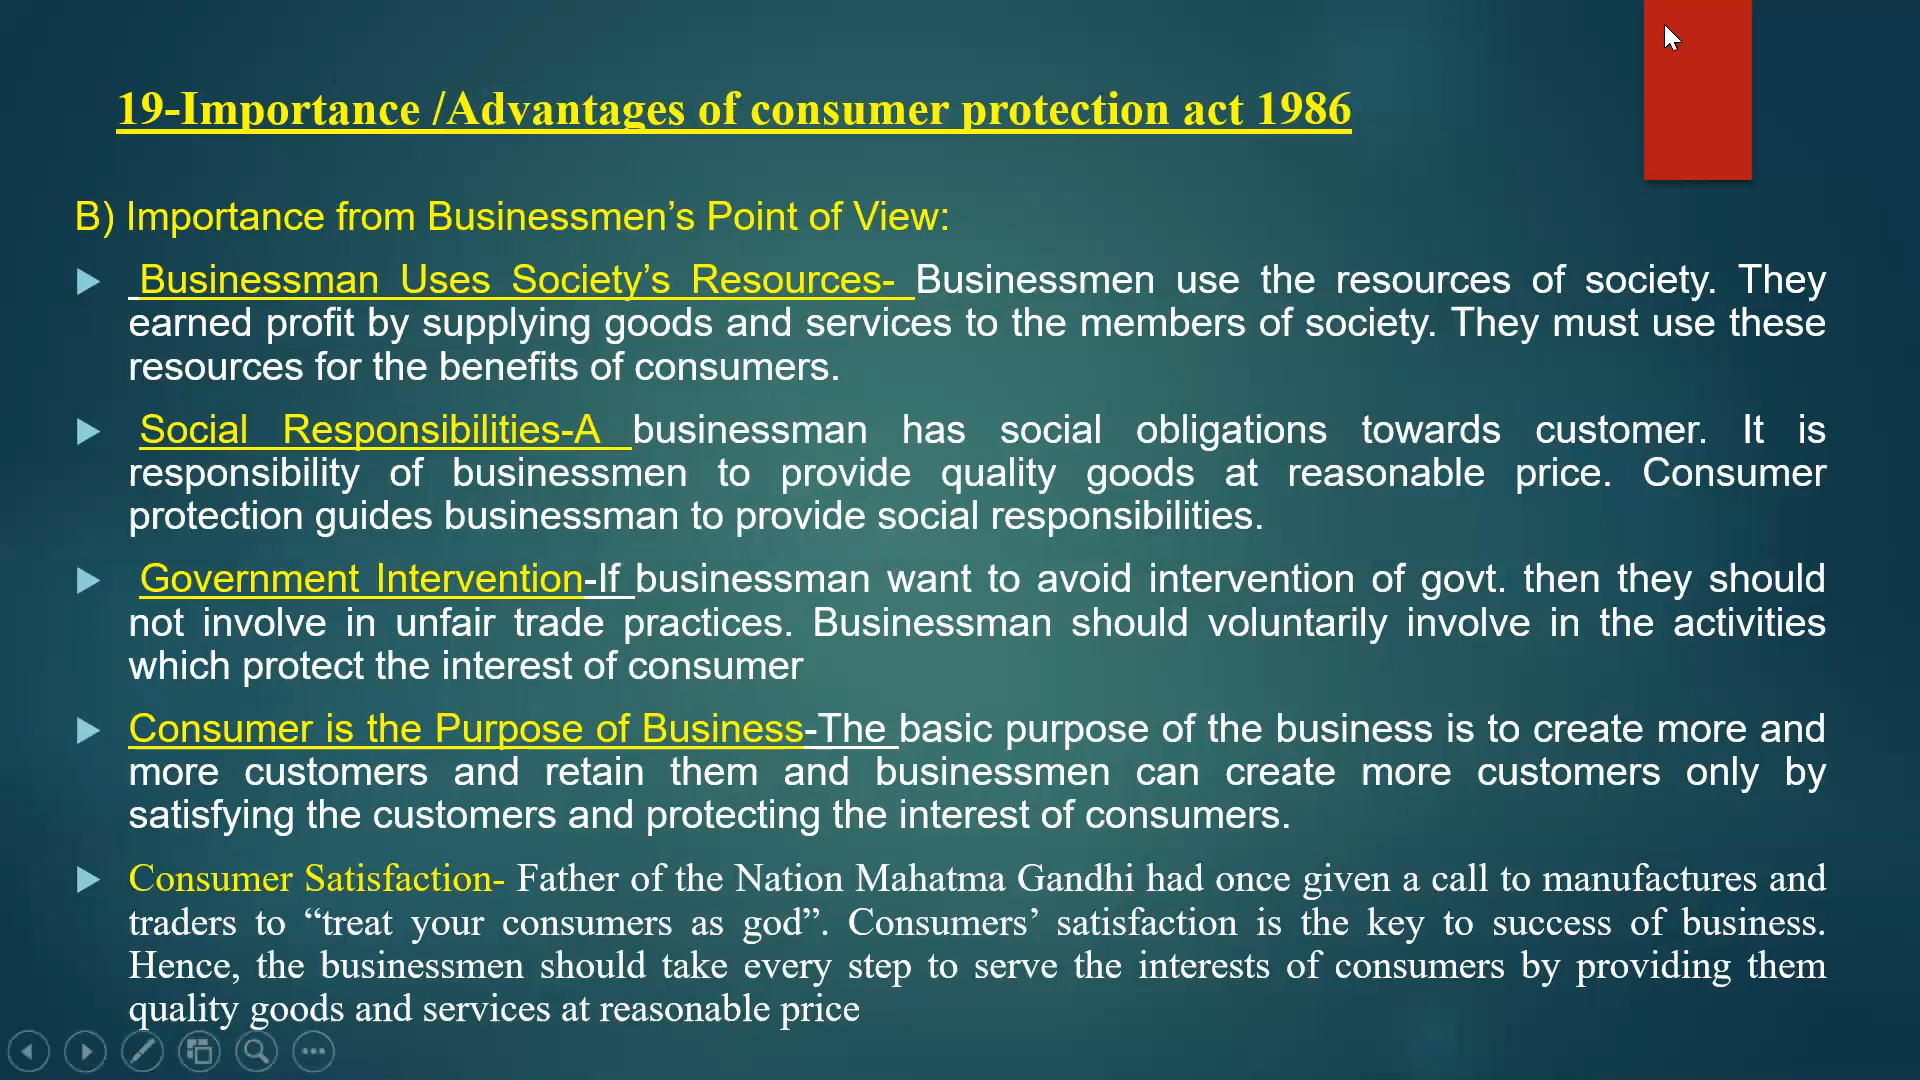 19-Importance /Advantages of consumer protection act 1986
B) Importance from Businessmen’s Point of View:
Businessman Uses Society’s Resources- Businessmen use the resources of society. They
earned profit by supplying goods and services to the members of society. They must use these
resources for the benefits of consumers.
Social Responsibilities-A businessman has social obligations towards customer. It is
responsibility of businessmen to provide quality goods at reasonable price. Consumer
protection guides businessman to provide social responsibilities.
Government Intervention-If businessman want to avoid intervention of govt. then they should
not involve in unfair trade practices. Businessman should voluntarily involve in the activities
which protect the interest of consumer
Consumer is the Purpose of Business-The basic purpose of the business is to create more and
more customers and retain them and businessmen can create more customers only by
satisfying the customers and protecting the interest of consumers.
Consumer Satisfaction- Father of the Nation Mahatma Gandhi had once given a call to manufactures and
traders to “treat your consumers as god”. Consumers’ satisfaction is the key to success of business.
Hence, the businessmen should take every step to serve the interests of consumers by providing them
quality goods and services at reasonable price